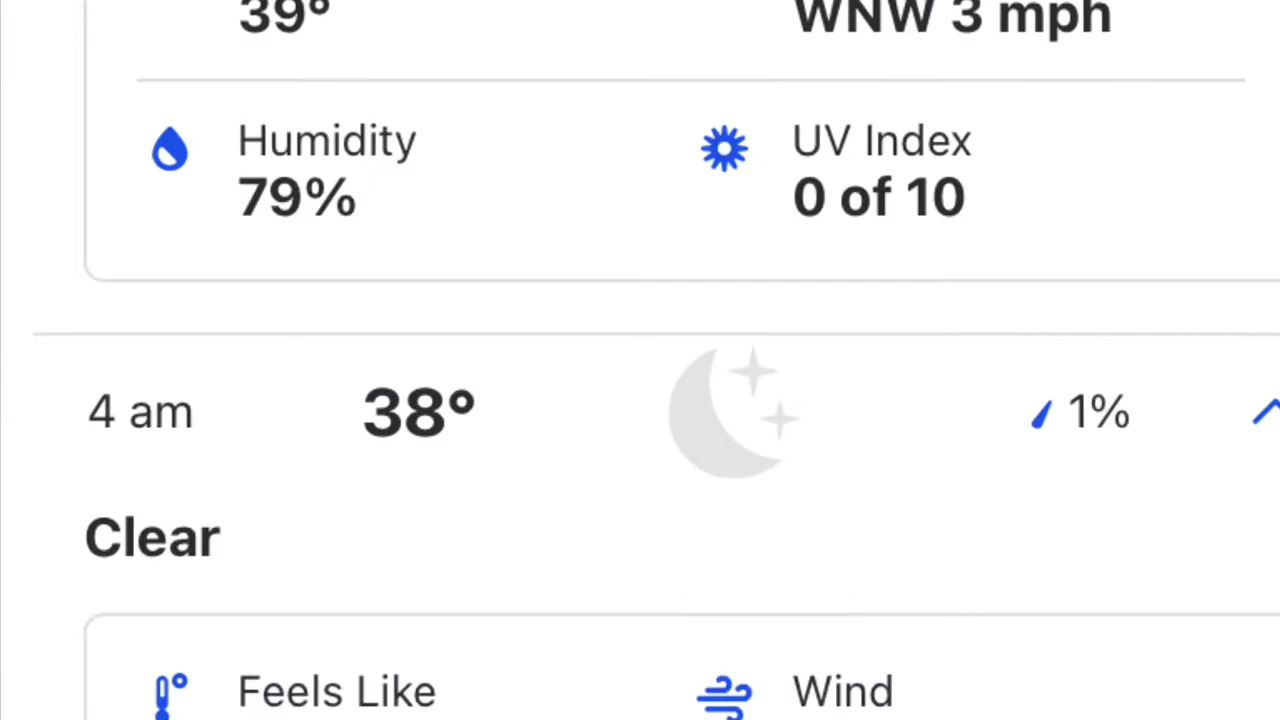 39° WNW 3 mph
Humidity UV Index
79% 0 of 10
4 am 38° 1%
Clear
Feels Like Wind